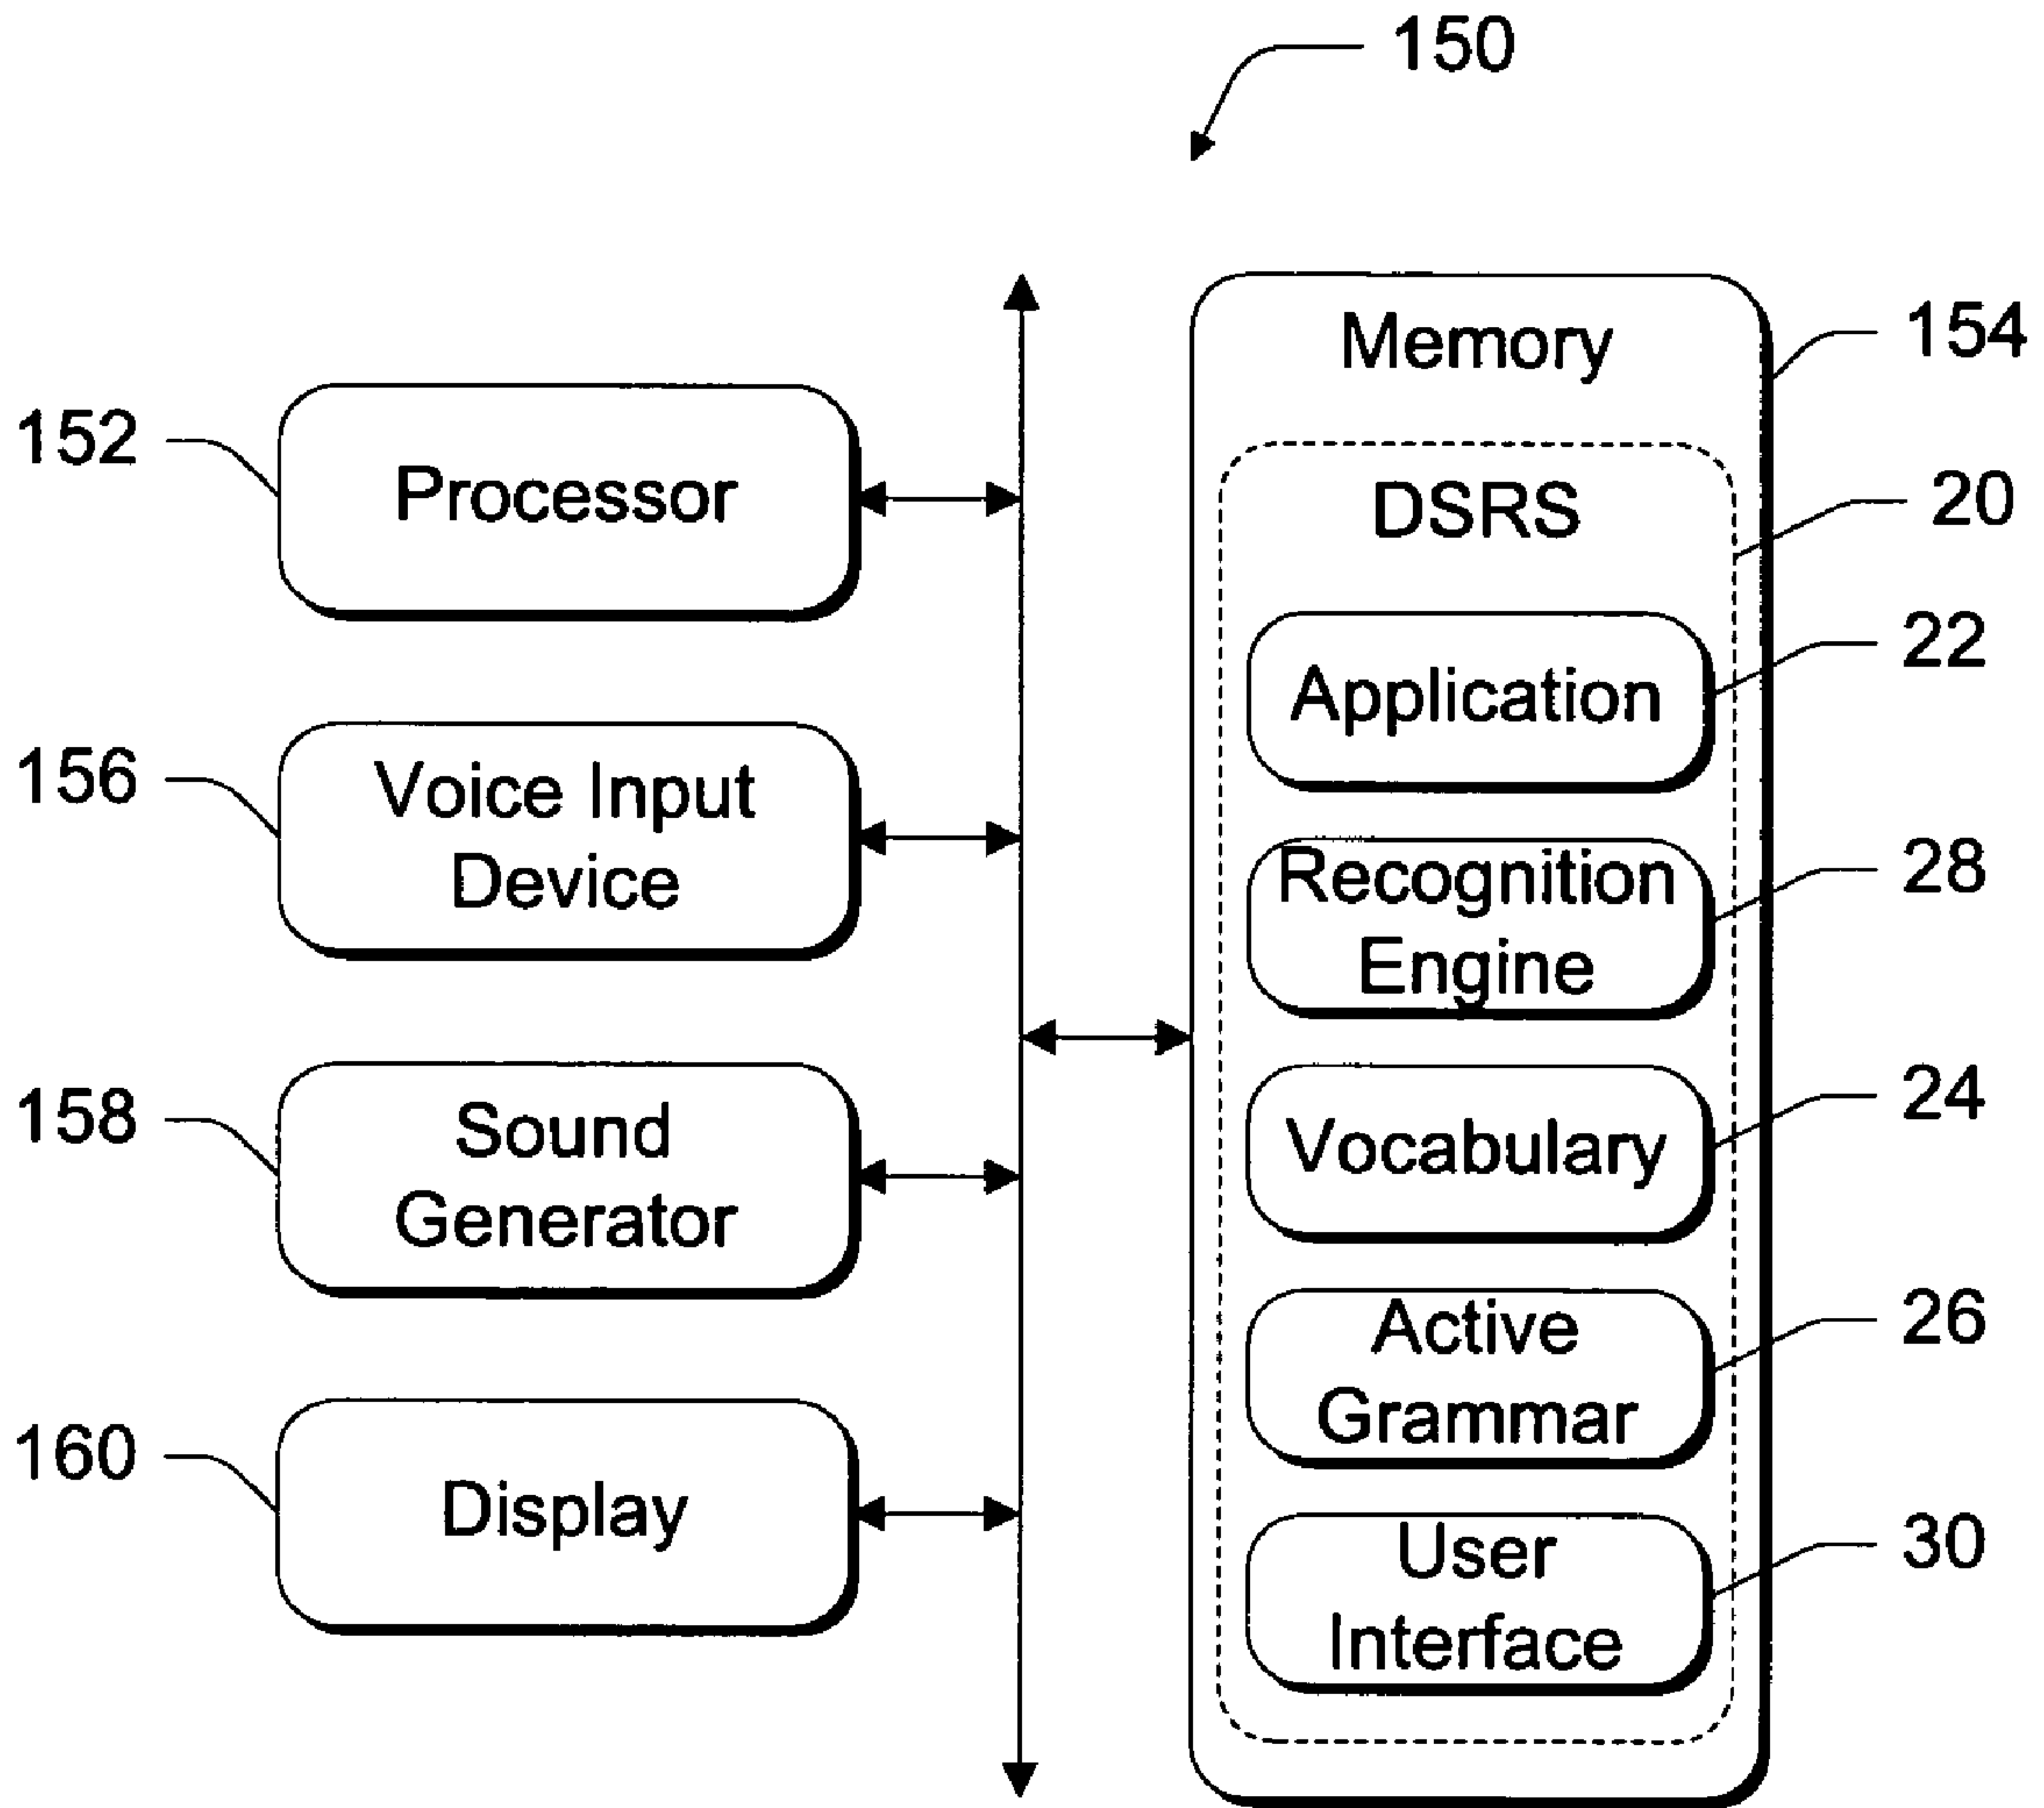 150
Memory
154
152
Processor
DSRS
20
Application
22
156
Voice Input
Device
Recognition
Engine
28
158
Sound
Generator
Vocabulary
24
Active
Grammar
26
160
Display
User
Interface
30